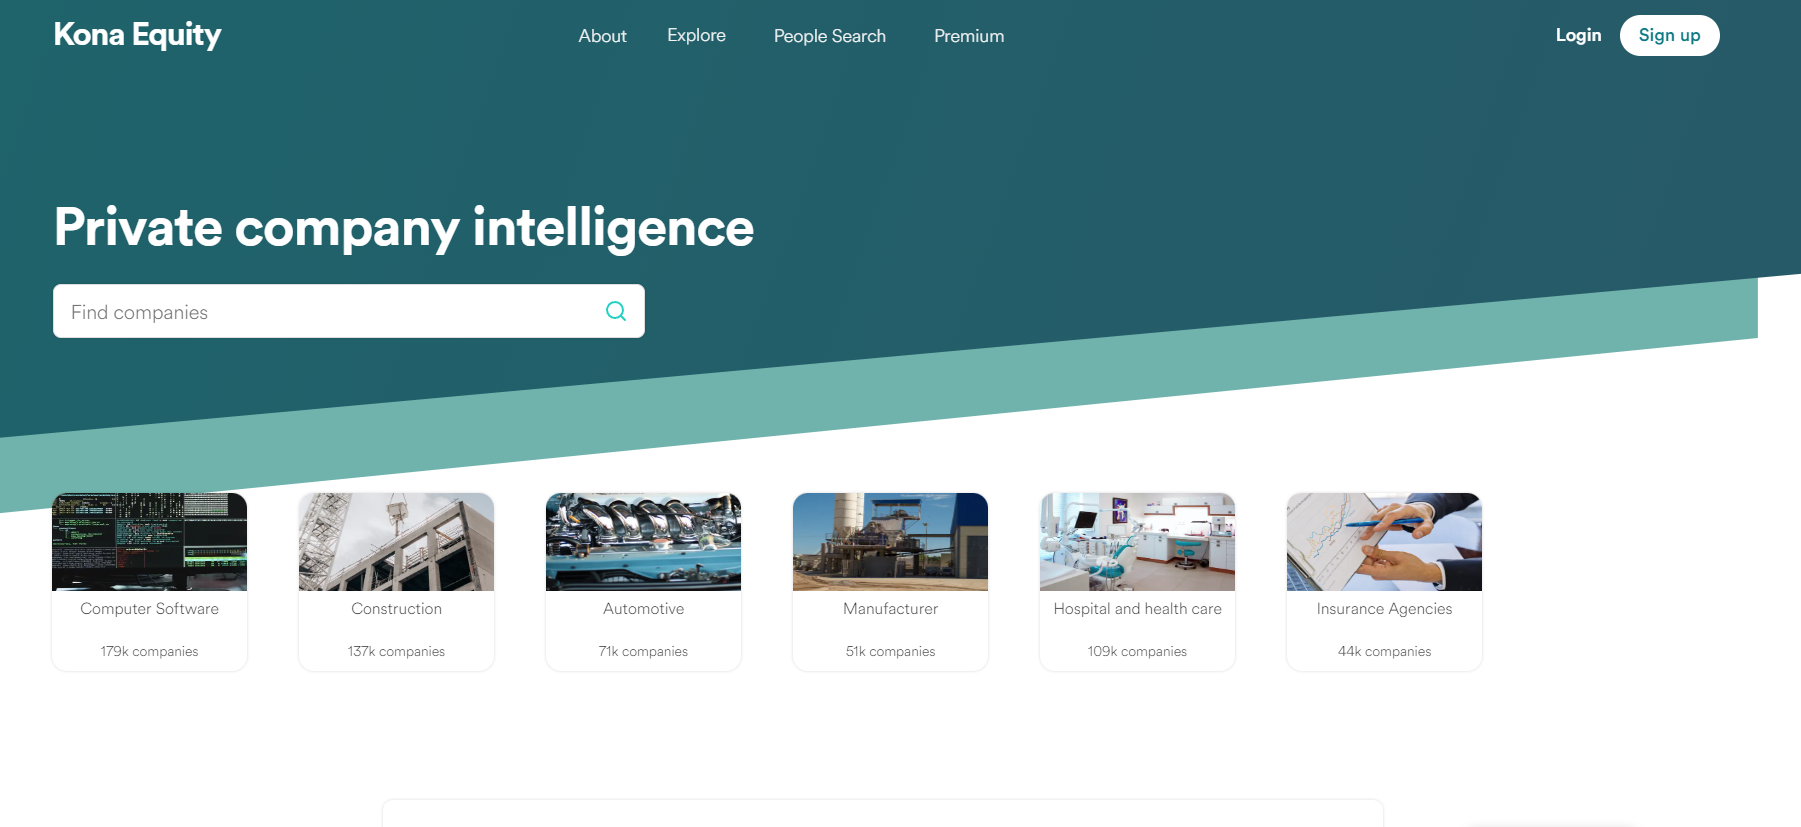 Kona Equity
About
Explore
People Search
Premium
Login
Sign up
Private company intelligence
Find companies
Computer Software
179k companies
Construction
137k companies
Automotive
71k companies
Manufacturer
51k companies
Hospital and health care
109k companies
Insurance Agencies
44k companies